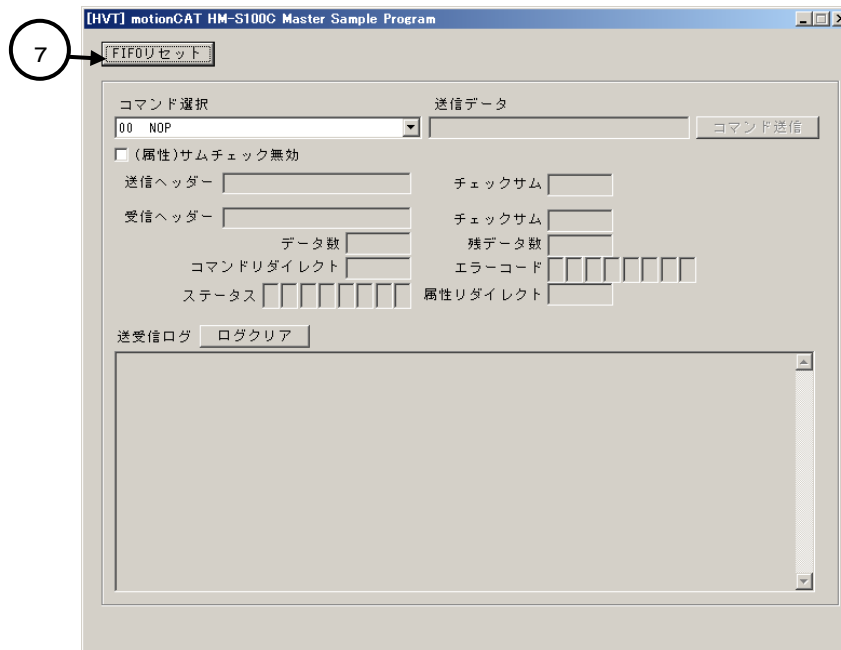 [HVT] motionCAT HM-S100C Master Sample Program
7
FIFOリセット
コマンド選択 送信データ
00 NOP コマンド送信
(属性)サムチェック無効
送信ヘッダー チェックサム
受信ヘッダー チェックサム
データ数 残データ数
コマンドリダイレクト エラーコード
ステータス 属性リダイレクト
送受信ログ ログクリア